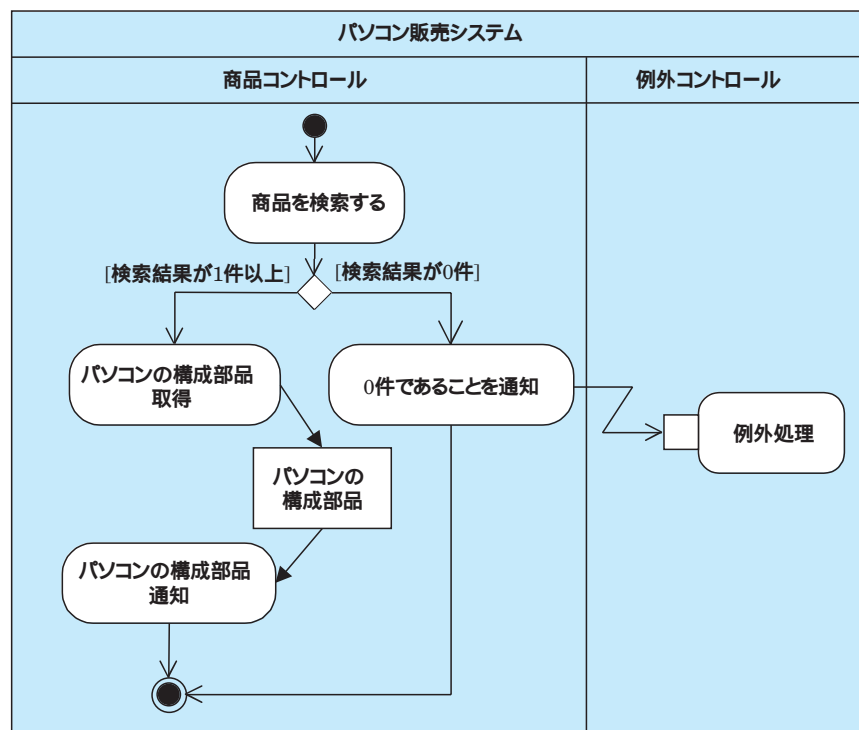 パソコン販売システム
商品コントロール
例外コントロール
商品を検索する
[検索結果が1件以上]
[検索結果が0件]
パソコンの構成部品
取得
0件であることを通知
例外処理
パソコンの
構成部品
パソコンの構成部品
通知